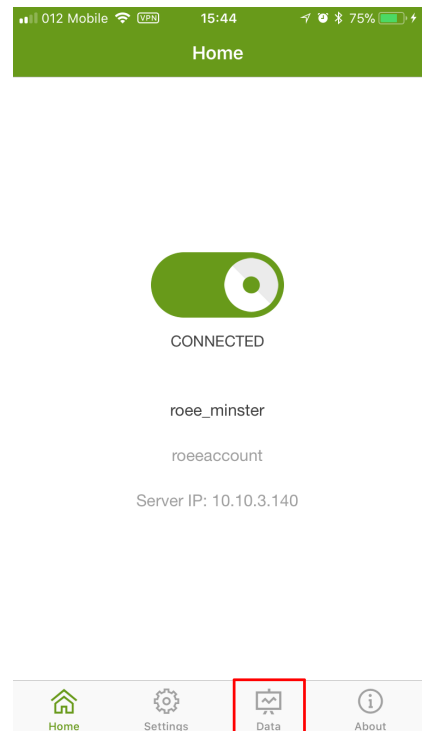 012 Mobile VPN 15:44 75%
Home
CONNECTED
roee_minster
roeeaccount
Server IP: 10.10.3.140
Home Settings Data About